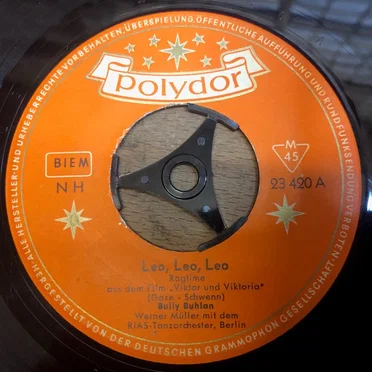 ALLE HERSTELLER- UND URHEBERRECHTE VORBEHALTEN. ÜBERSPIELUNG, ÖFFENTLICHE AUFFÜHRUNG UND RUNDFUNKSENDUNG VERBOTEN.
polydor
BIEM
NH
M
45
23 420 A
Leo, Leo, Leo
Ragtime
aus dem Film „Viktor und Viktoria"
(Gaze - Schwenn)
Bully Buhlan
Werner Müller mit dem
RIAS-Tanzorchester, Berlin
HERGESTELLT VON DER DEUTSCHEN GRAMMOPHON GESELLSCHAFT